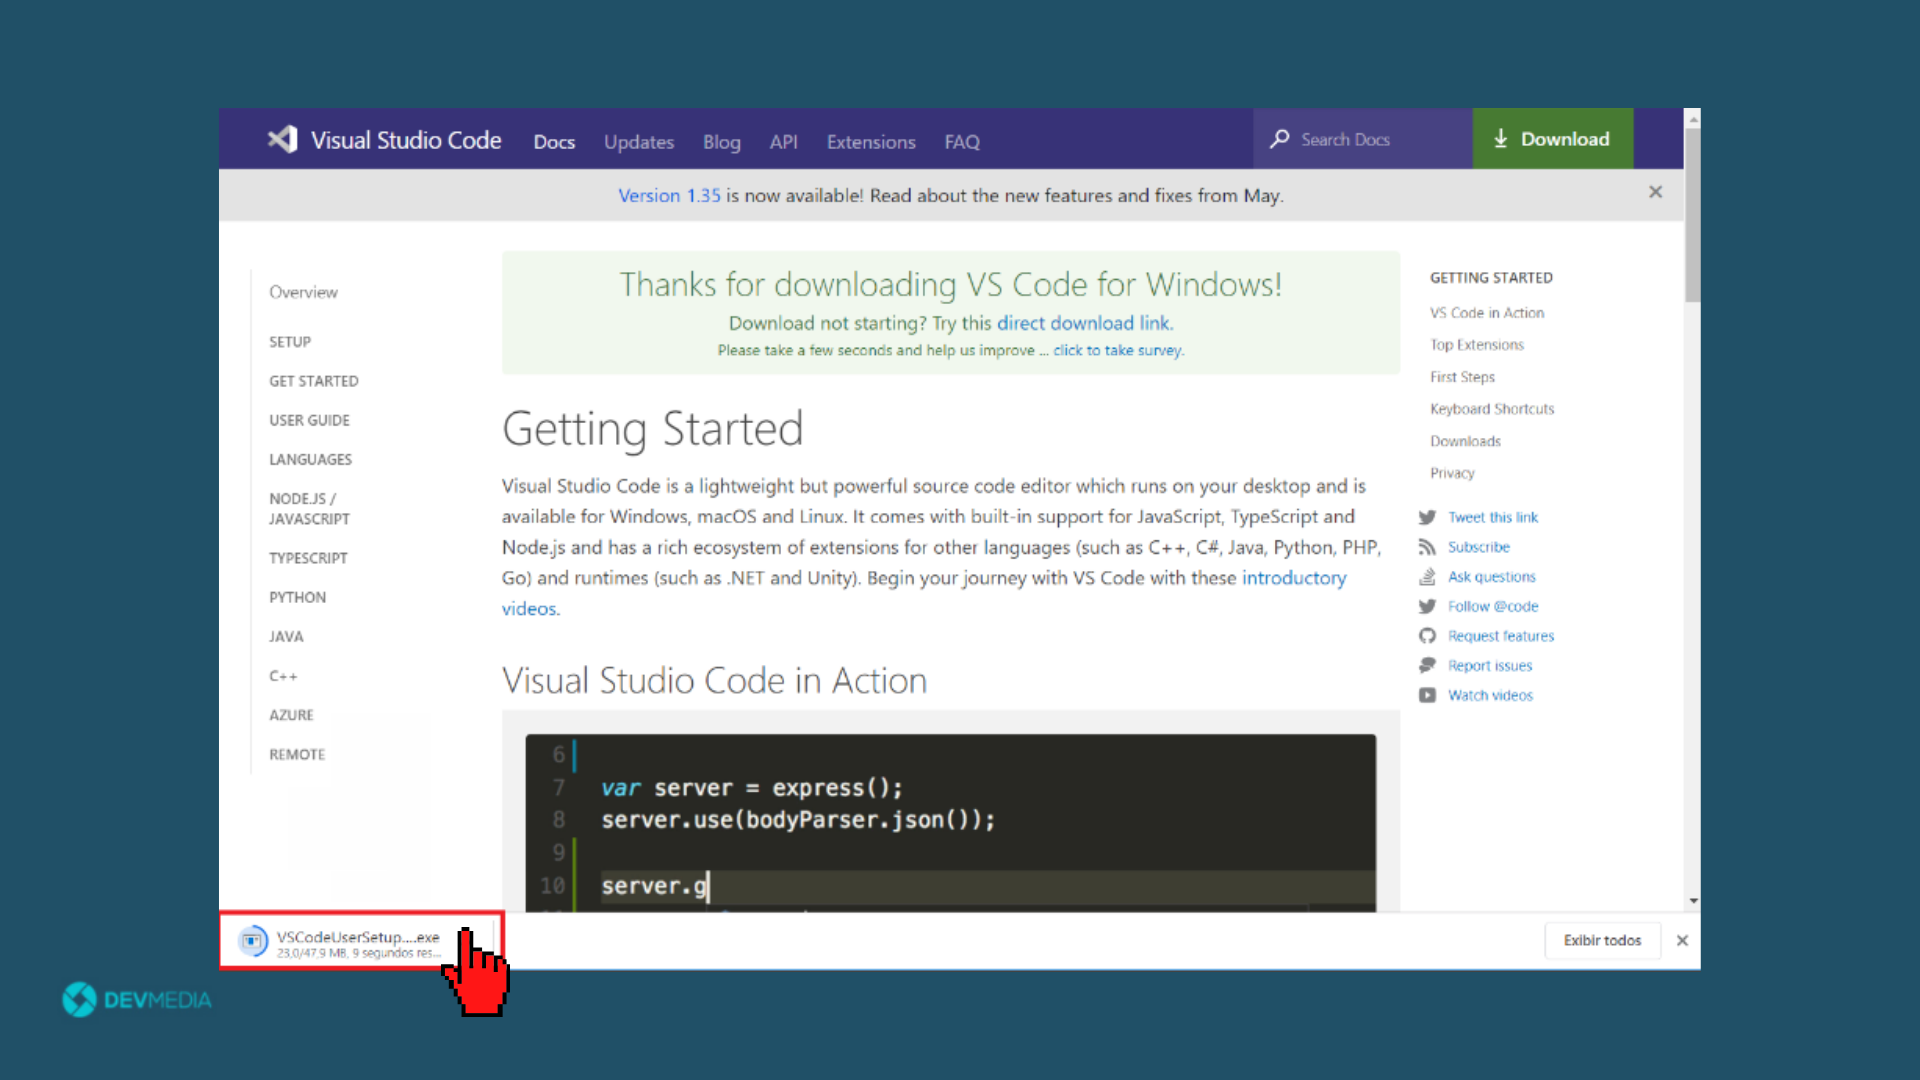 Visual Studio Code Docs Updates Blog API Extensions FAQ Search Docs Download
Version 1.35 is now available! Read about the new features and fixes from May.
Overview
SETUP
GET STARTED
USER GUIDE
LANGUAGES
NODE.JS /
JAVASCRIPT
TYPESCRIPT
PYTHON
JAVA
C++
AZURE
REMOTE
Thanks for downloading VS Code for Windows!
Download not starting? Try this direct download link.
Please take a few seconds and help us improve ... click to take survey.
Getting Started
Visual Studio Code is a lightweight but powerful source code editor which runs on your desktop and is
available for Windows, macOS and Linux. It comes with built-in support for JavaScript, TypeScript and
Node.js and has a rich ecosystem of extensions for other languages (such as C++, C#, Java, Python, PHP,
Go) and runtimes (such as .NET and Unity). Begin your journey with VS Code with these introductory
videos.
Visual Studio Code in Action
6
7 var server = express();
8 server.use(bodyParser.json());
9
10 server.g
GETTING STARTED
VS Code in Action
Top Extensions
First Steps
Keyboard Shortcuts
Downloads
Privacy
Tweet this link
Subscribe
Ask questions
Follow @code
Request features
Report issues
Watch videos
VSCodeUserSetup....exe
23,0/47,9 MB, 9 segundos res...
Exibir todos
DEVMEDIA